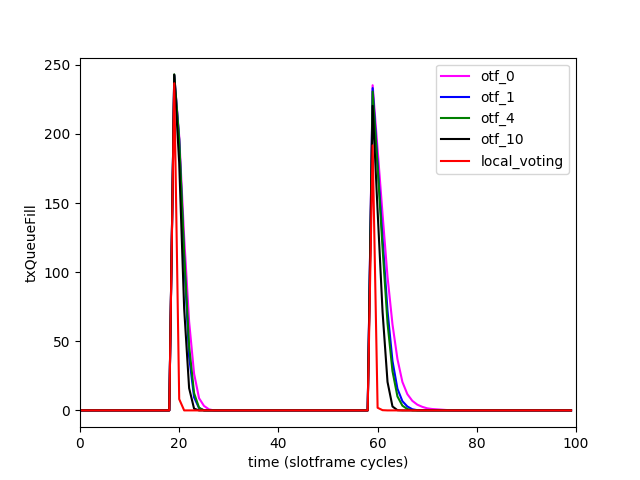 250
200
150
100
50
0
txQueueFill
0 20 40 60 80 100
time (slotframe cycles)
otf_0
otf_1
otf_4
otf_10
local_voting